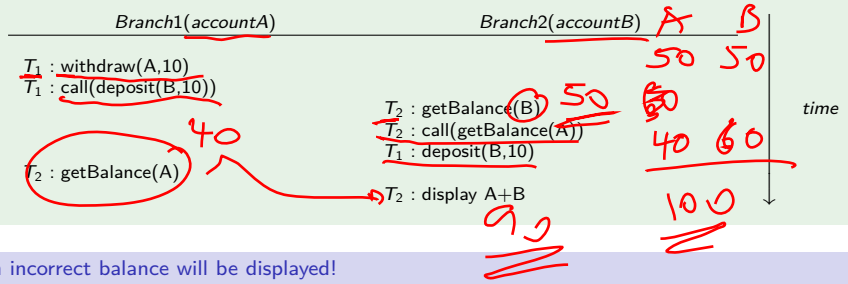 Branch1(accountA) Branch2(accountB) A B
50 50
T1 : withdraw(A,10)
T1 : call(deposit(B,10))
T2 : getBalance(B) 50
time
T2 : call(getBalance(A))
40 60
40
T1 : deposit(B,10)
T2 : getBalance(A)
T2 : display A+B
100
90
incorrect balance will be displayed!